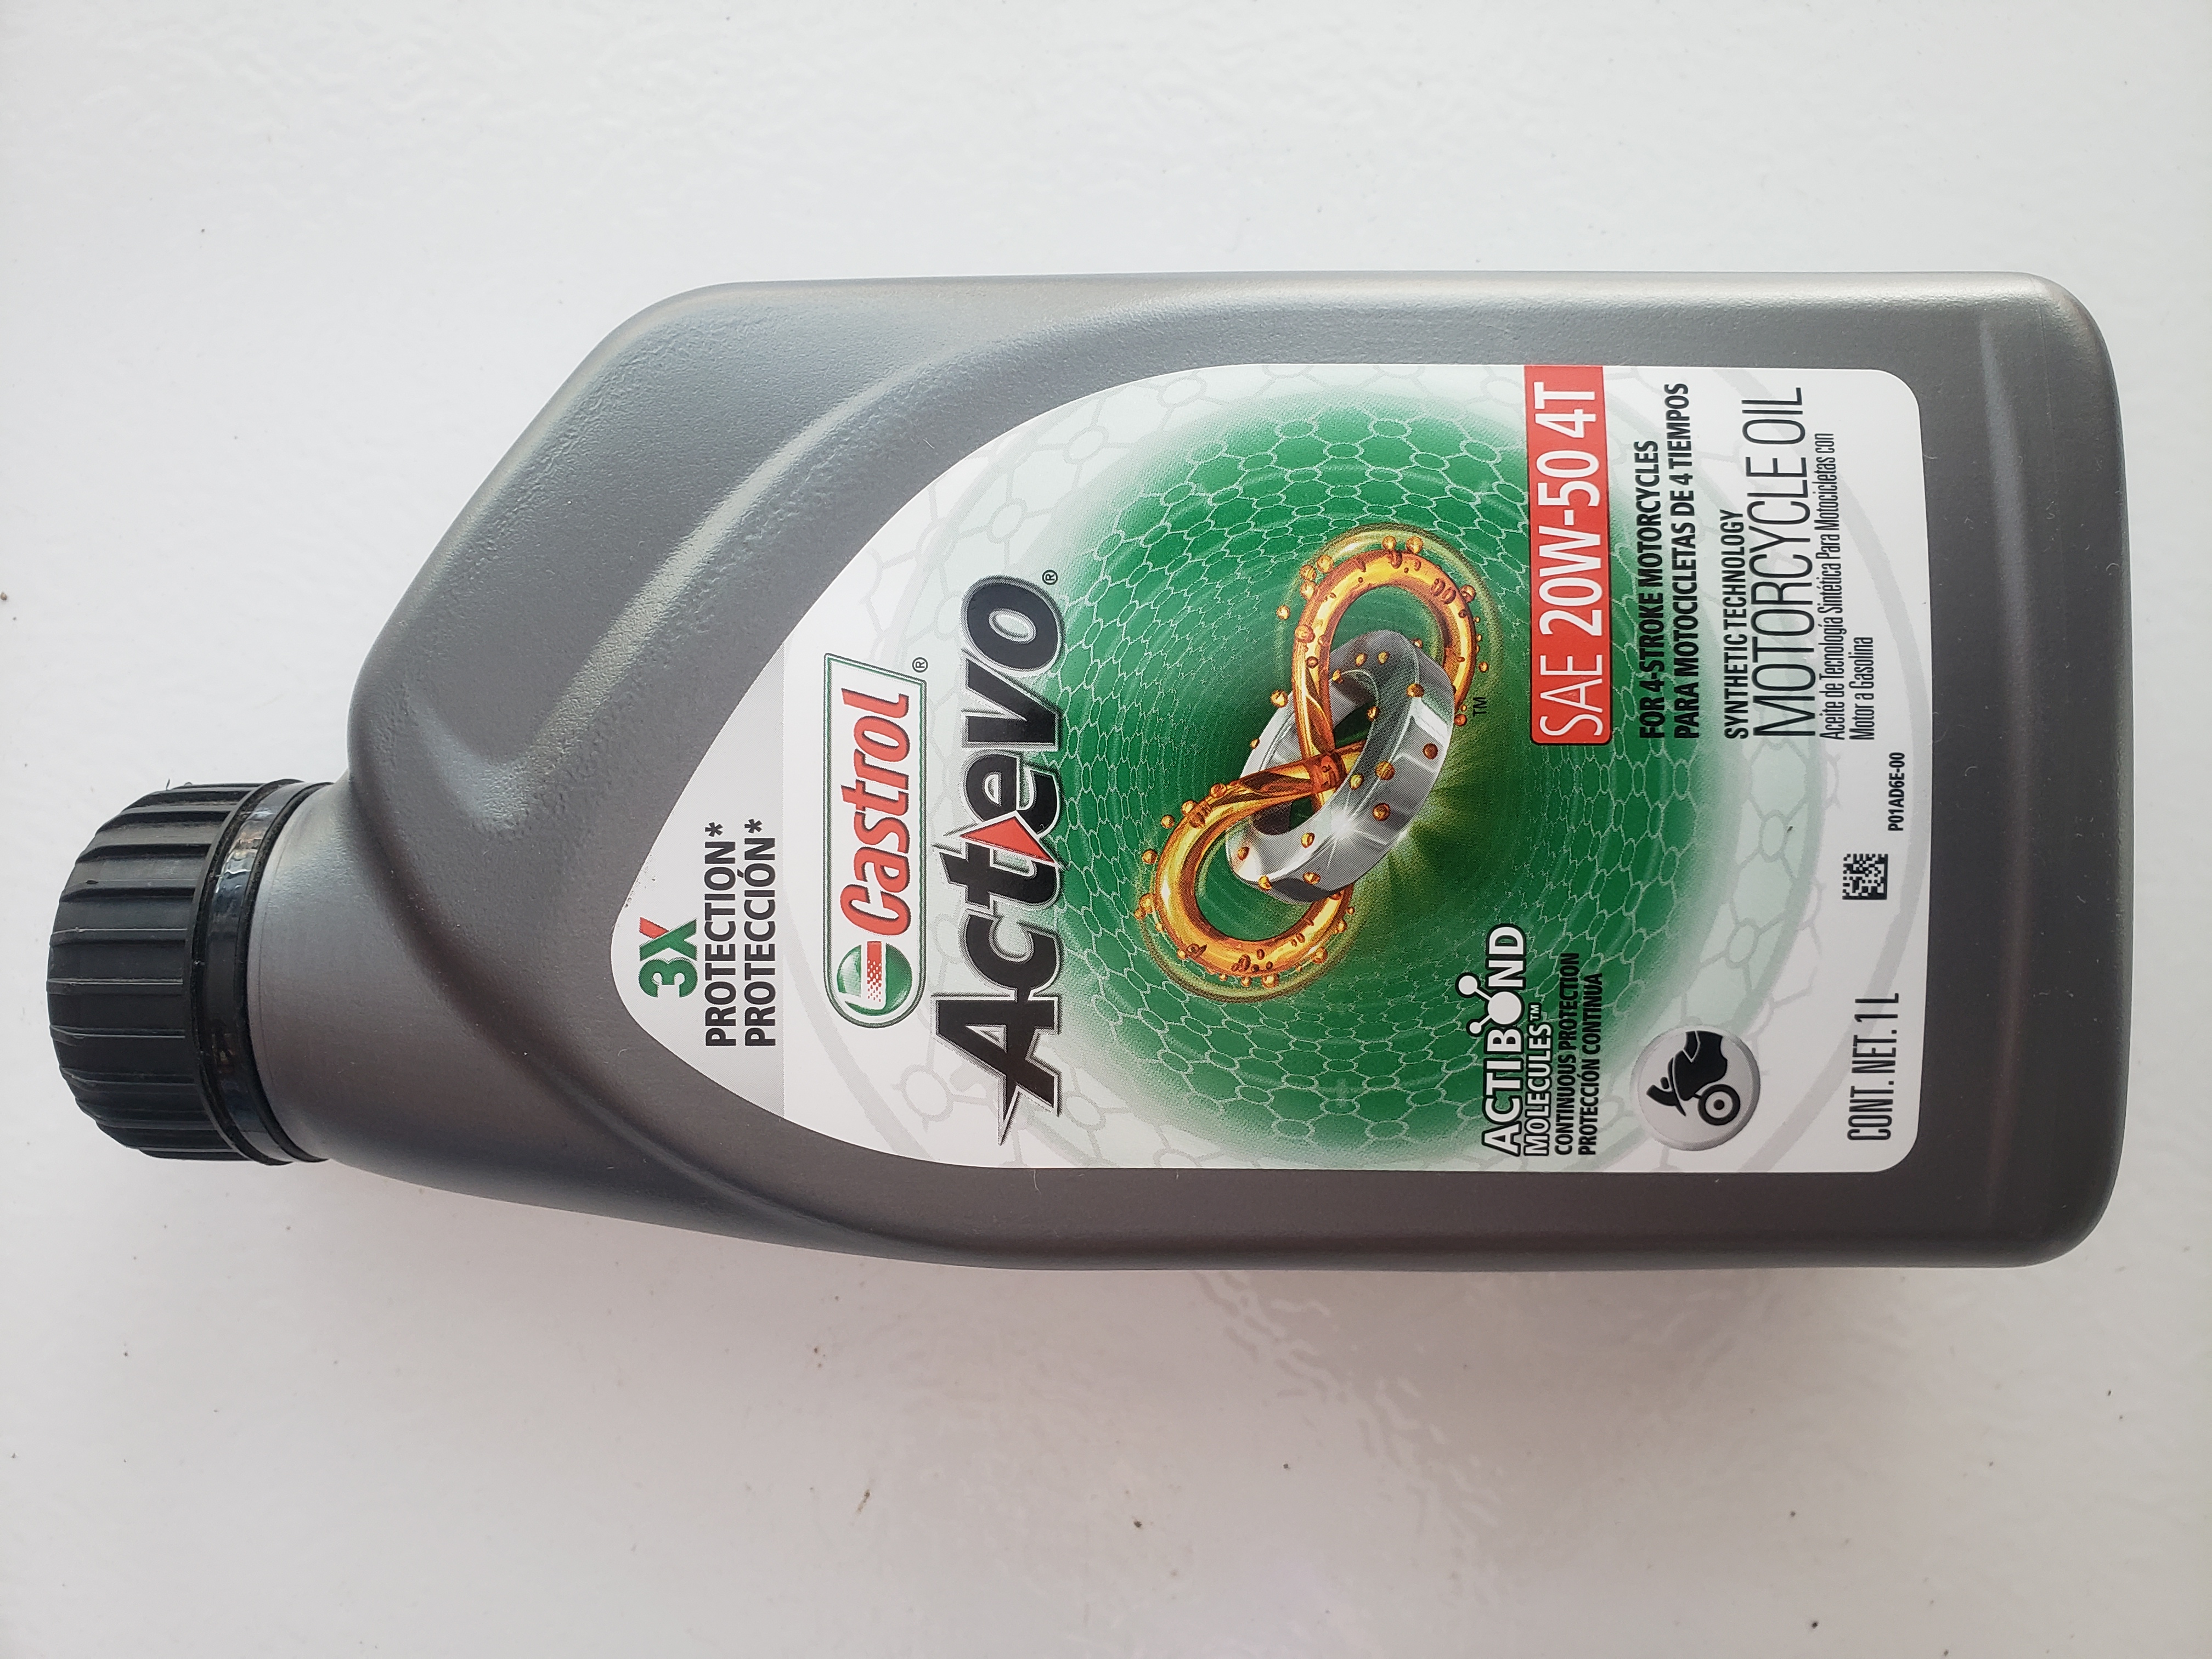 3X
PROTECTION*
PROTECCIÓN*
Castrol®
Actevo®
TM
ACTIBOND
MOLECULES™
CONTINUOUS PROTECTION
PROTECCIÓN CONTINUA
SAE 20W-50 4T
FOR 4-STROKE MOTORCYCLES
PARA MOTOCICLETAS DE 4 TIEMPOS
SYNTHETIC TECHNOLOGY
MOTORCYCLE OIL
Aceite de Tecnología Sintética Para Motocicletas con
Motor a Gasolina
CONT. NET. 1 L
P01AD6E-00